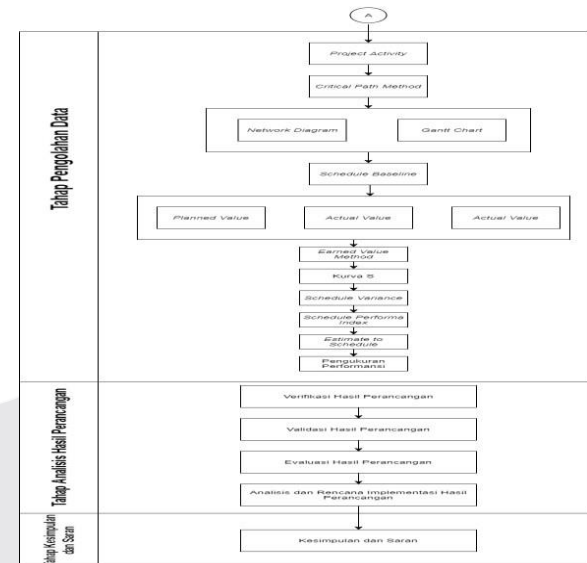 A
Project Activity
Critical Path Method
Network Diagram
Gantt Chart
Schedule Baseline
Planned Value
Actual Value
Actual Value
Earned Value
Method
Kurva S
Schedule Variance
Schedule Performa
Index
Estimate to
Schedule
Pengukuran
Performansi
Tahap Pengolahan Data
Verifikasi Hasil Perancangan
Validasi Hasil Perancangan
Evaluasi Hasil Perancangan
Analisis dan Rencana Implementasi Hasil
Perancangan
Tahap Analisis Hasil Perancangan
Kesimpulan dan Saran
Tahap Kesimpulan
dan Saran